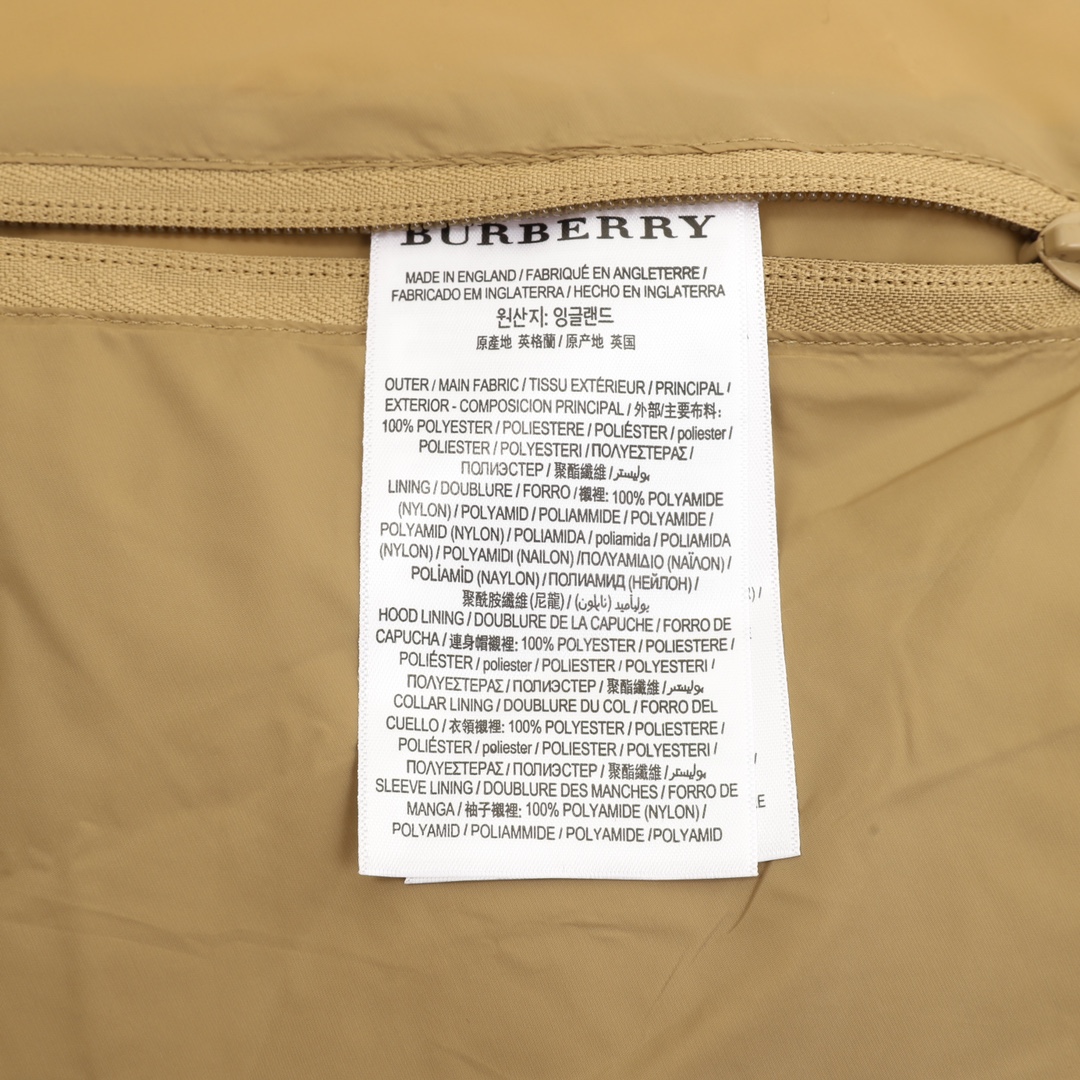 BURBERRY
MADE IN ENGLAND / FABRIQUÉ EN ANGLETERRE /
FABRICADO EM INGLATERRA / HECHO EN INGLATERRA
원산지: 잉글랜드
原產地 英格蘭 / 原产地 英国
OUTER / MAIN FABRIC / TISSU EXTÉRIEUR / PRINCIPAL /
EXTERIOR - COMPOSICION PRINCIPAL / 外部/主要布料:
100% POLYESTER / POLIESTERE / POLIÉSTER / poliester /
POLIESTER / POLYESTERI / ΠΟΛΥΕΣΤΕΡΑΣ /
ПОЛИЭСТЕР / 聚酯纖維 / بوليستر
LINING / DOUBLURE / FORRO / 襯裡: 100% POLYAMIDE
(NYLON) / POLYAMID / POLIAMMIDE / POLYAMIDE /
POLYAMID (NYLON) / POLIAMIDA / poliamida / POLIAMIDA
(NYLON) / POLYAMIDI (NAILON) /ΠΟΛΥΑΜΙΔΙΟ (ΝΑΪΛΟΝ) /
POLİAMİD (NAYLON) / ПОЛИАМИД (НЕЙЛОН) /
聚酰胺纖維 (尼龍) / بوليأميد (نايلون)
HOOD LINING / DOUBLURE DE LA CAPUCHE / FORRO DE
CAPUCHA / 連身帽襯裡: 100% POLYESTER / POLIESTERE /
POLIÉSTER / poliester / POLIESTER / POLYESTERI /
ΠΟΛΥΕΣΤΕΡΑΣ / ПОЛИЭСТЕР / 聚酯纖維 / بوليستر
COLLAR LINING / DOUBLURE DU COL / FORRO DEL
CUELLO / 衣領襯裡: 100% POLYESTER / POLIESTERE /
POLIÉSTER / poliester / POLIESTER / POLYESTERI /
ΠΟΛΥΕΣΤΕΡΑΣ / ПОЛИЭСТЕР / 聚酯纖維 / بوليستر
SLEEVE LINING / DOUBLURE DES MANCHES / FORRO DE
MANGA / 袖子襯裡: 100% POLYAMIDE (NYLON) /
POLYAMID / POLIAMMIDE / POLYAMIDE /POLYAMID